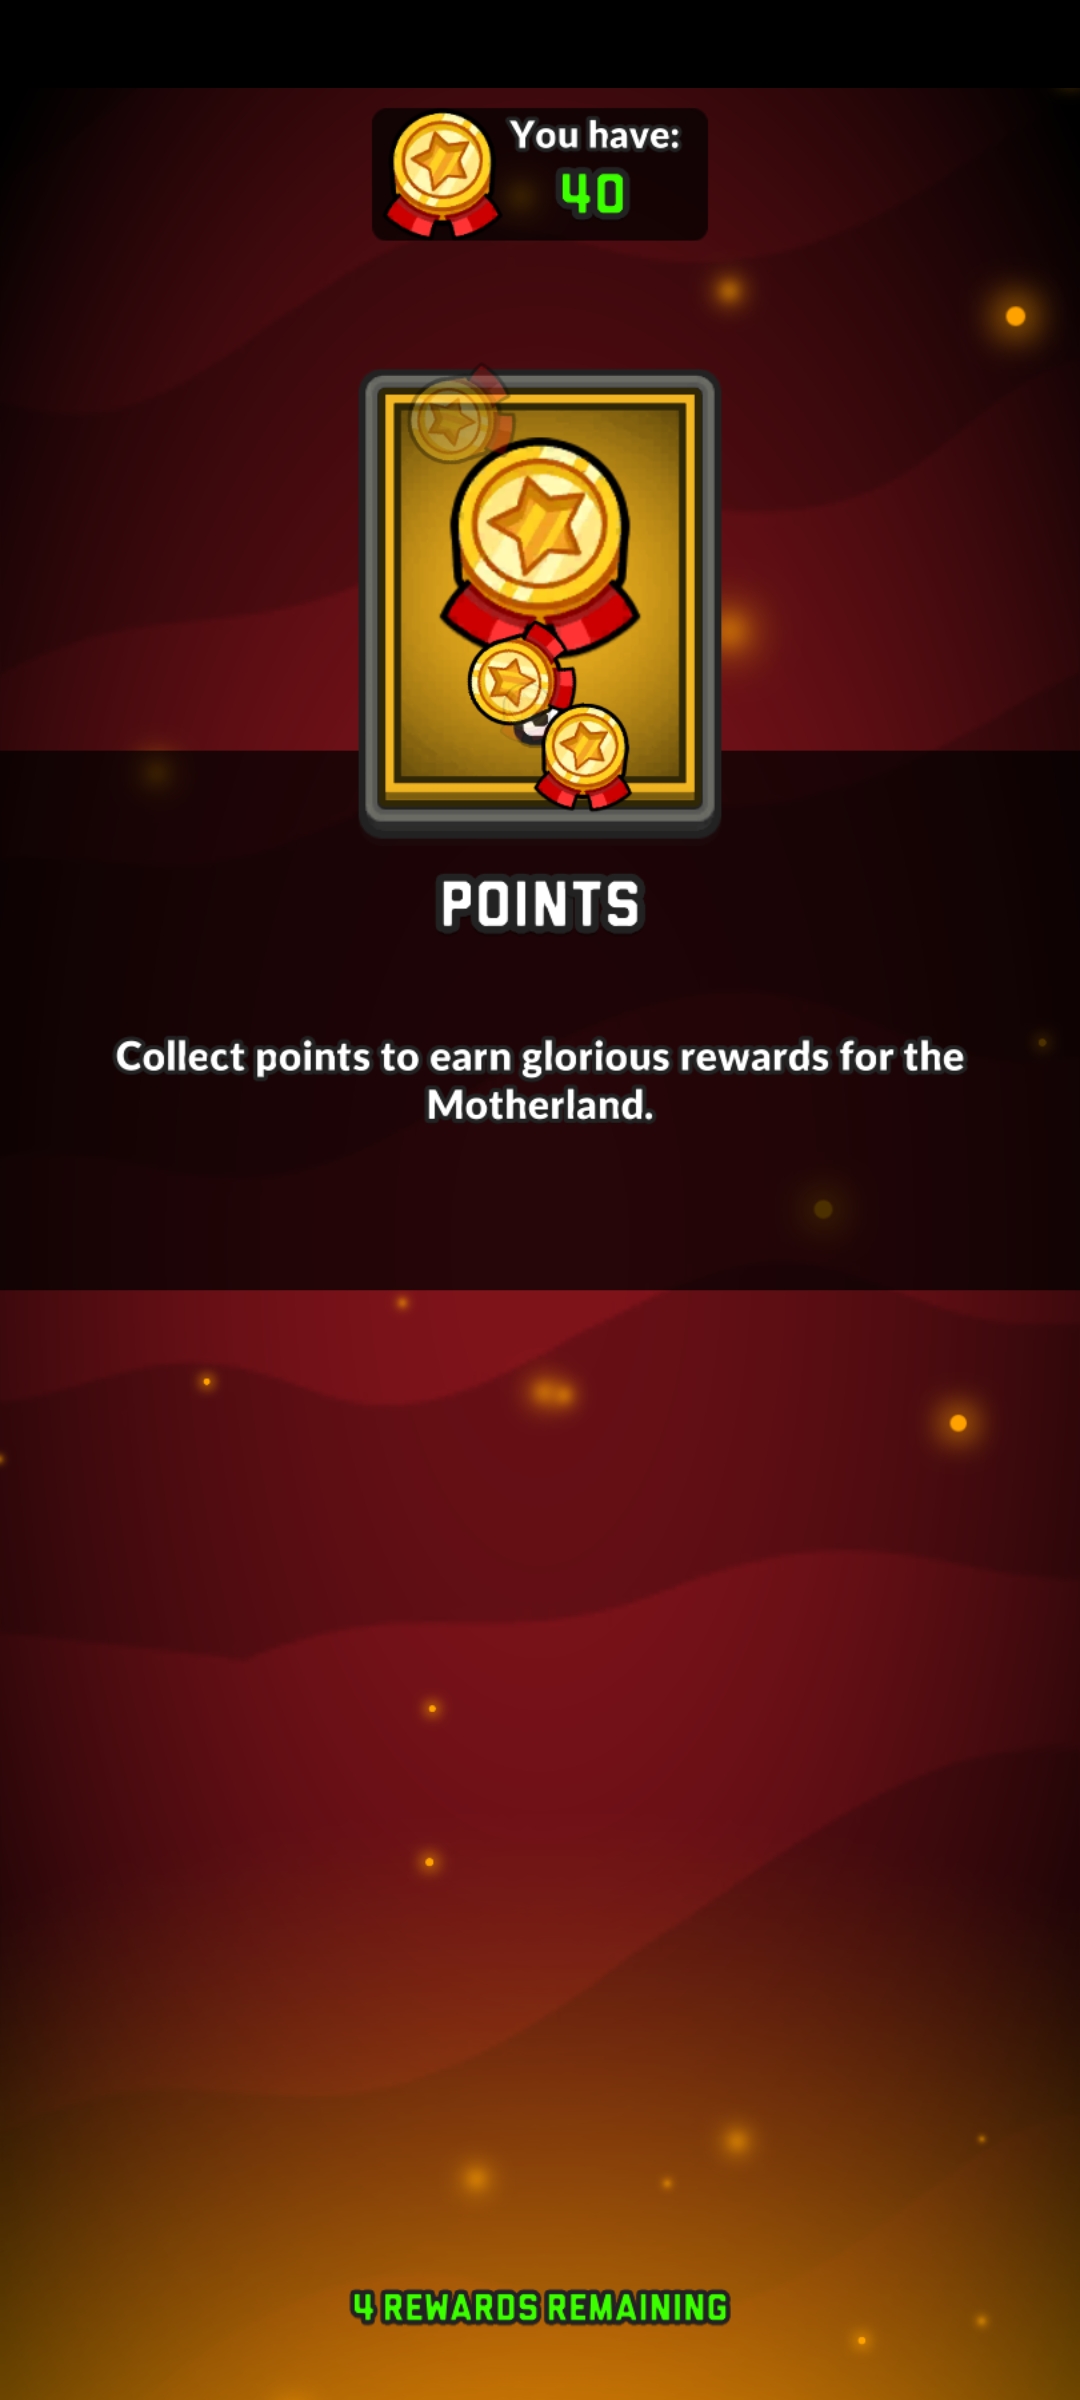 You have:
40
POINTS
Collect points to earn glorious rewards for the
Motherland.
4 REWARDS REMAINING